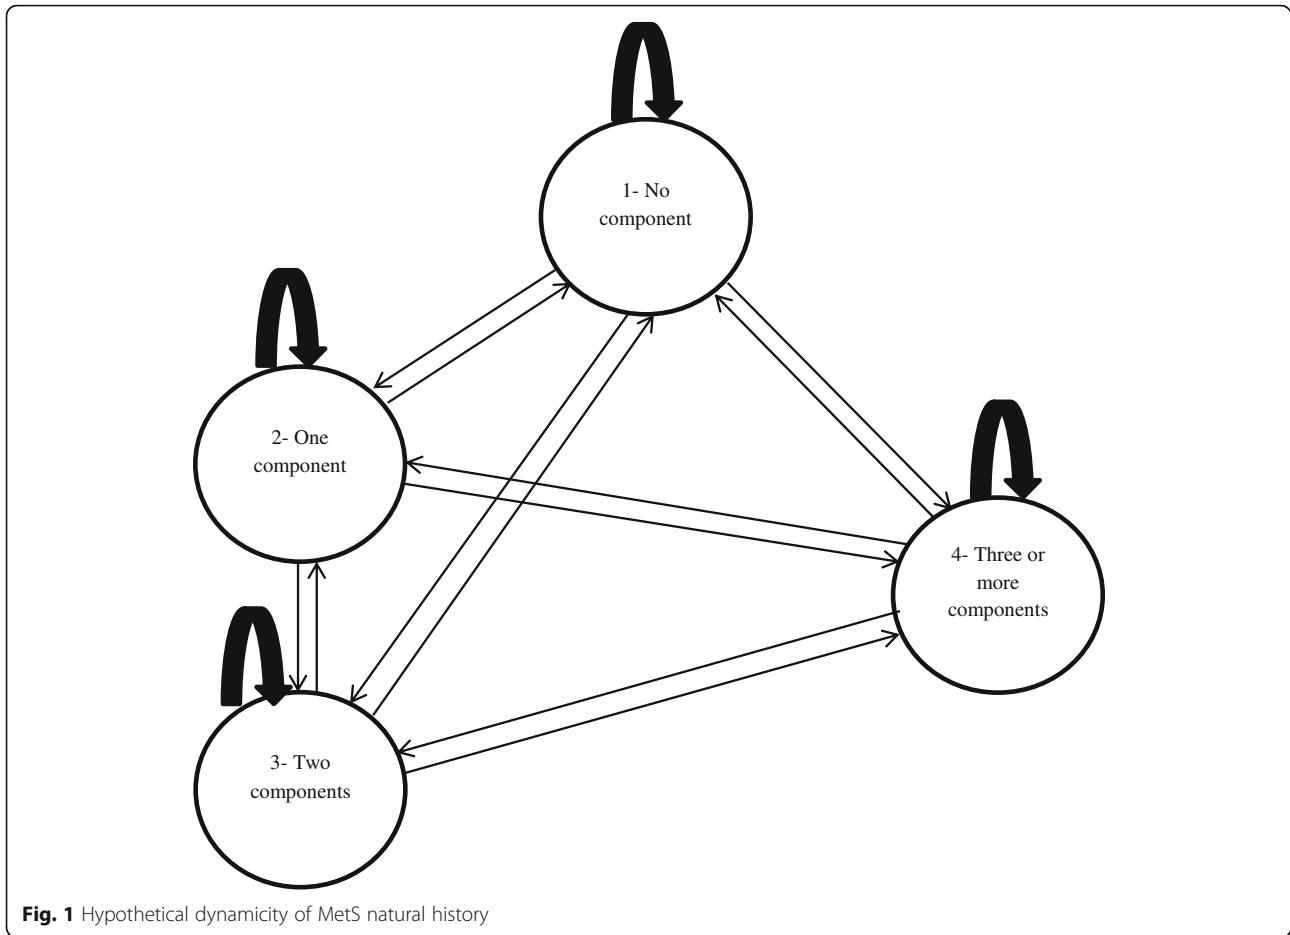 1- No
component
2- One
component
4- Three or
more
components
3- Two
components
Fig. 1 Hypothetical dynamicity of MetS natural history